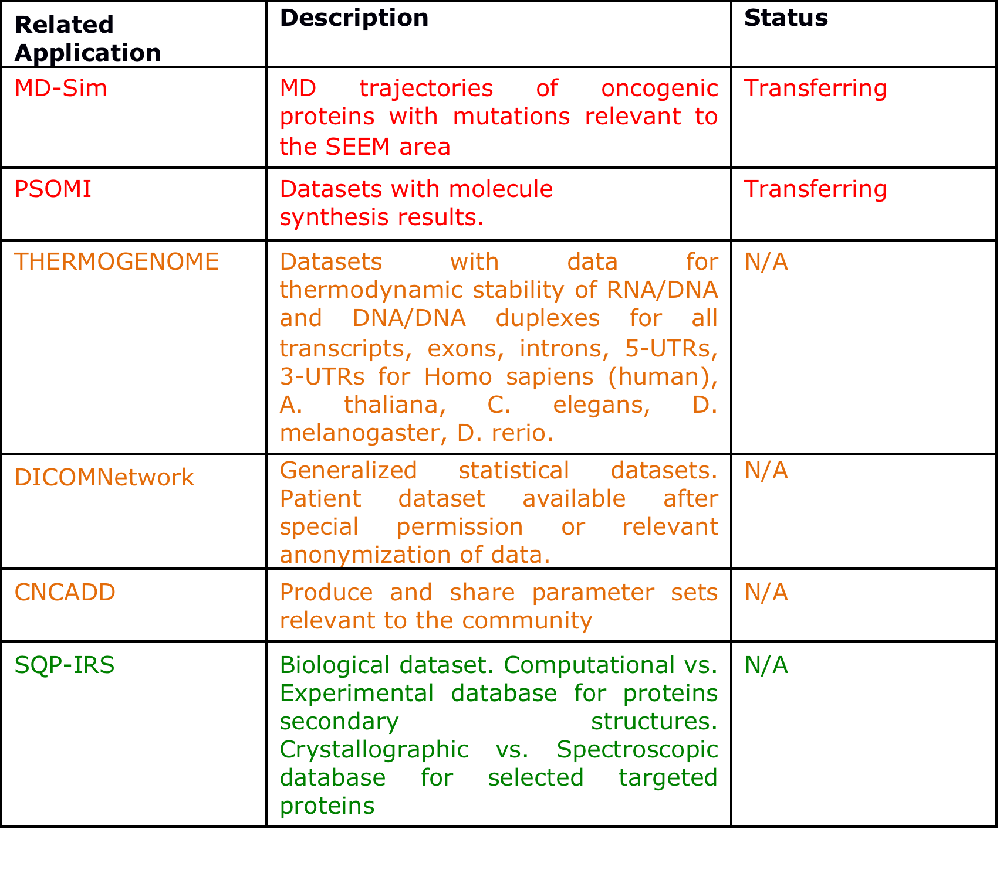 Related
Application
Description
Status
MD-Sim
MD trajectories of oncogenic
proteins with mutations relevant to
the SEEM area
Transferring
PSOMI
Datasets with molecule
synthesis results.
Transferring
THERMOGENOME
Datasets with data for
thermodynamic stability of RNA/DNA
and DNA/DNA duplexes for all
transcripts, exons, introns, 5-UTRs,
3-UTRs for Homo sapiens (human),
A. thaliana, C. elegans, D.
melanogaster, D. rerio.
N/A
DICOMNetwork
Generalized statistical datasets.
Patient dataset available after
special permission or relevant
anonymization of data.
N/A
CNCADD
Produce and share parameter sets
relevant to the community
N/A
SQP-IRS
Biological dataset. Computational vs.
Experimental database for proteins
secondary structures.
Crystallographic vs. Spectroscopic
database for selected targeted
proteins
N/A